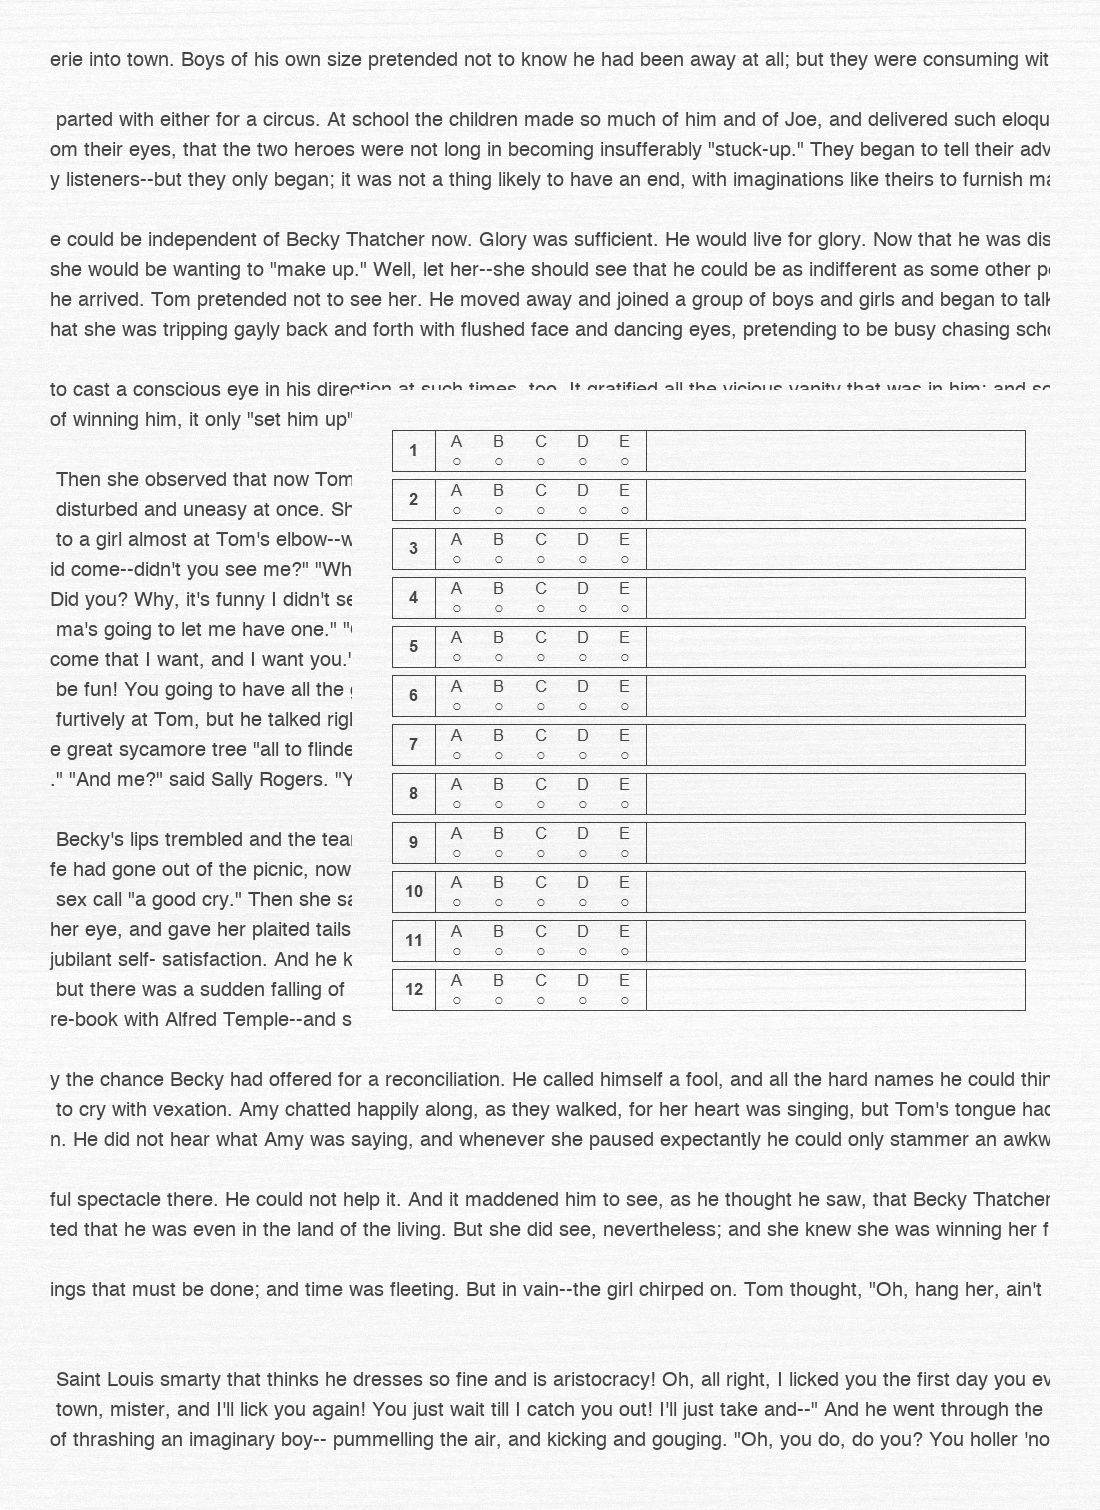 erie into town. Boys of his own size pretended not to know he had been away at all; but they were consuming wit
parted with either for a circus. At school the children made so much of him and of Joe, and delivered such eloqu
om their eyes, that the two heroes were not long in becoming insufferably "stuck-up." They began to tell their adv
y listeners--but they only began; it was not a thing likely to have an end, with imaginations like theirs to furnish ma
e could be independent of Becky Thatcher now. Glory was sufficient. He would live for glory. Now that he was dis
she would be wanting to "make up." Well, let her--she should see that he could be as indifferent as some other pe
he arrived. Tom pretended not to see her. He moved away and joined a group of boys and girls and began to talk
hat she was tripping gayly back and forth with flushed face and dancing eyes, pretending to be busy chasing scho
to cast a conscious eye in his direction at such times, too. It gratified all the vicious vanity that was in him; and so
of winning him, it only "set him up"
Then she observed that now Tom
disturbed and uneasy at once. Sh
to a girl almost at Tom's elbow--w
id come--didn't you see me?" "Wh
Did you? Why, it's funny I didn't se
ma's going to let me have one." "
come that I want, and I want you."
be fun! You going to have all the
furtively at Tom, but he talked righ
e great sycamore tree "all to flinde
." "And me?" said Sally Rogers. "Y
Becky's lips trembled and the tear
fe had gone out of the picnic, now
sex call "a good cry." Then she sa
her eye, and gave her plaited tails
jubilant self- satisfaction. And he k
but there was a sudden falling of
re-book with Alfred Temple--and s
1 A B C D E
2 A B C D E
3 A B C D E
4 A B C D E
5 A B C D E
6 A B C D E
7 A B C D E
8 A B C D E
9 A B C D E
10 A B C D E
11 A B C D E
12 A B C D E
y the chance Becky had offered for a reconciliation. He called himself a fool, and all the hard names he could thin
to cry with vexation. Amy chatted happily along, as they walked, for her heart was singing, but Tom's tongue had
n. He did not hear what Amy was saying, and whenever she paused expectantly he could only stammer an awkw
ful spectacle there. He could not help it. And it maddened him to see, as he thought he saw, that Becky Thatcher
ted that he was even in the land of the living. But she did see, nevertheless; and she knew she was winning her f
ings that must be done; and time was fleeting. But in vain--the girl chirped on. Tom thought, "Oh, hang her, ain't
Saint Louis smarty that thinks he dresses so fine and is aristocracy! Oh, all right, I licked you the first day you ev
town, mister, and I'll lick you again! You just wait till I catch you out! I'll just take and--" And he went through the
of thrashing an imaginary boy-- pummelling the air, and kicking and gouging. "Oh, you do, do you? You holler 'no